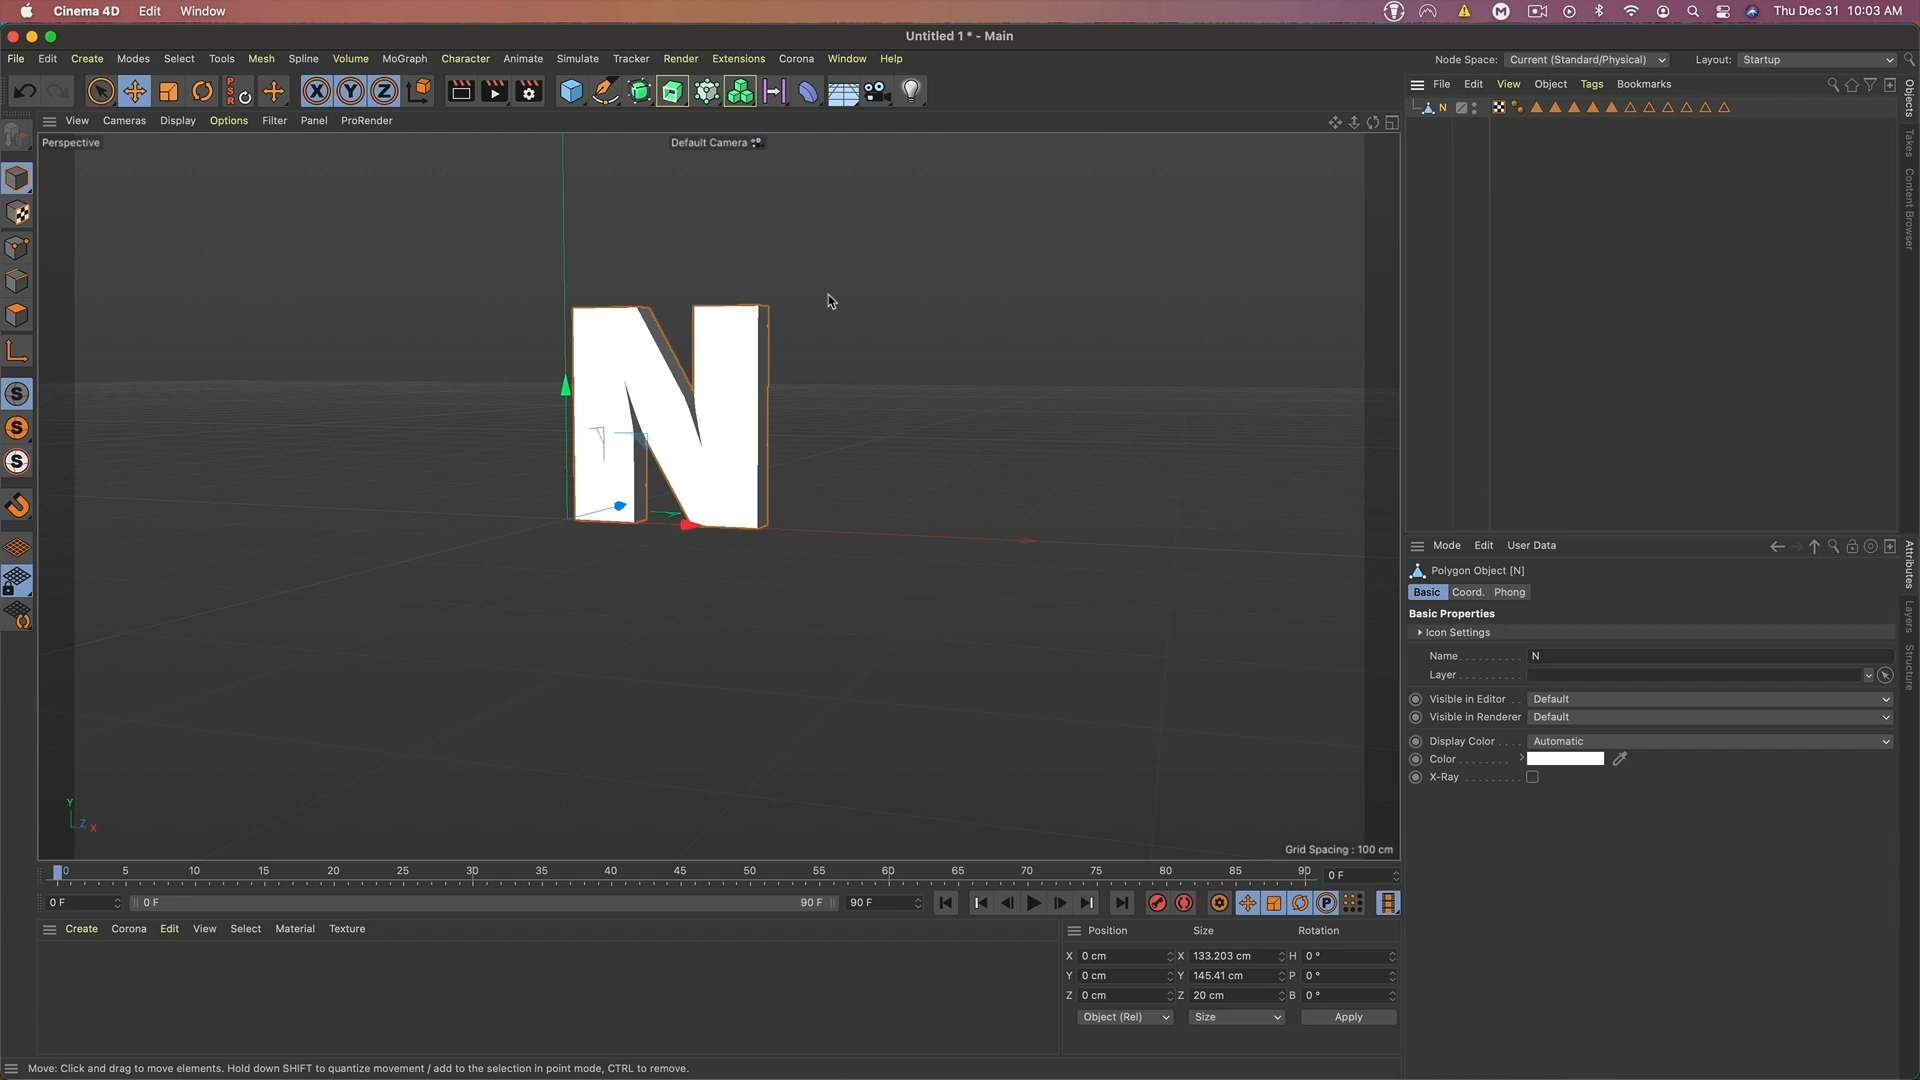 Cinema 4D Edit Window
Thu Dec 31 10:03 AM
Untitled 1 * - Main
File Edit Create Modes Select Tools Mesh Spline Volume MoGraph Character Animate Simulate Tracker Render Extensions Corona Window Help
Node Space: Current (Standard/Physical) Layout: Startup
PSR X Y Z
File Edit View Object Tags Bookmarks
View Cameras Display Options Filter Panel ProRender
N
Perspective
Default Camera
N
Objects
Takes
Content Browser
S
S
S
Y
Z
X
Grid Spacing : 100 cm
Mode Edit User Data
Polygon Object [N]
Basic Coord. Phong
Basic Properties
Icon Settings
Name . . . . . . . . . . N
Layer . . . . . . . . . .
Visible in Editor . . Default
Visible in Renderer Default
Display Color . . . . Automatic
Color . . . . . . . .
X-Ray . . . . . . . . .
Attributes
Layers
Structure
0 5 10 15 20 25 30 35 40 45 50 55 60 65 70 75 80 85 90 0 F
0 F 0 F 90 F 90 F P
Create Corona Edit View Select Material Texture
Position Size Rotation
X 0 cm X 133.203 cm H 0 °
Y 0 cm Y 145.41 cm P 0 °
Z 0 cm Z 20 cm B 0 °
Object (Rel) Size Apply
Move: Click and drag to move elements. Hold down SHIFT to quantize movement / add to the selection in point mode, CTRL to remove.